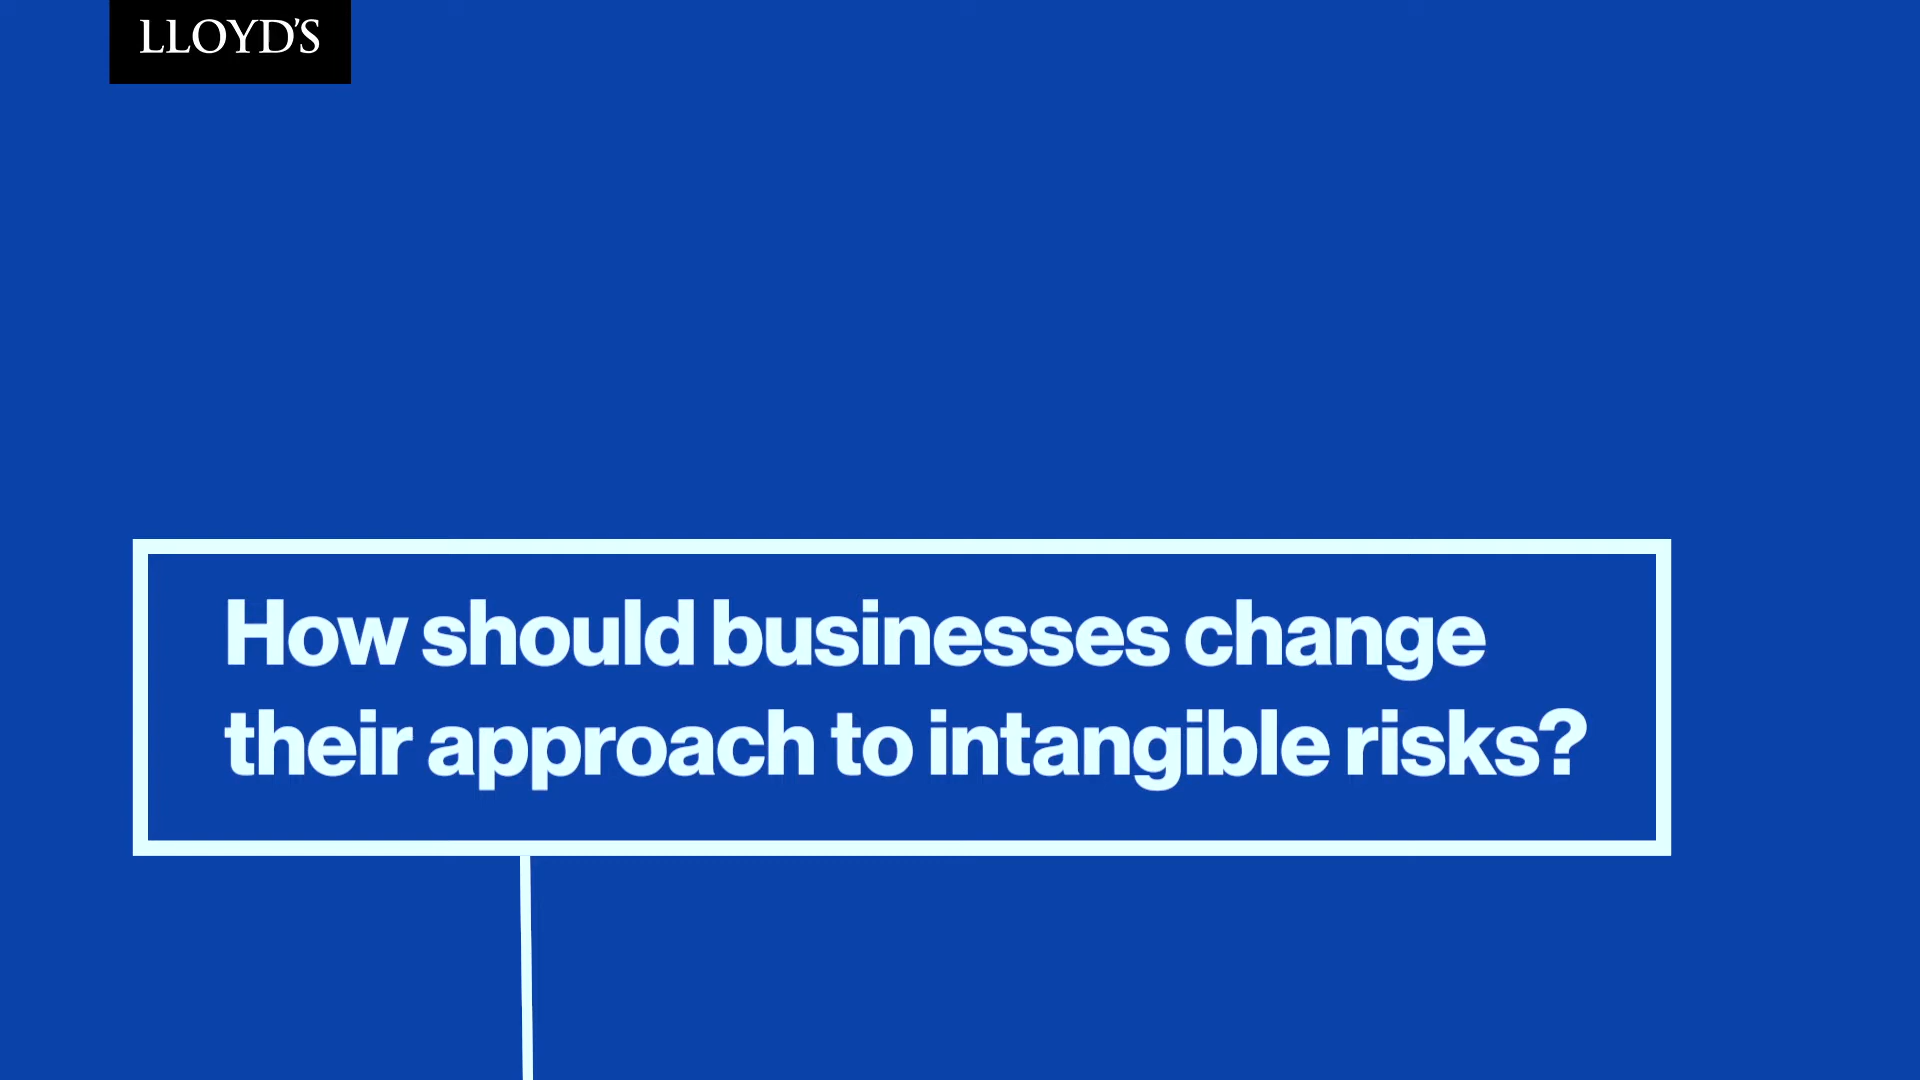 LLOYD'S
How should businesses change
their approach to intangible risks?